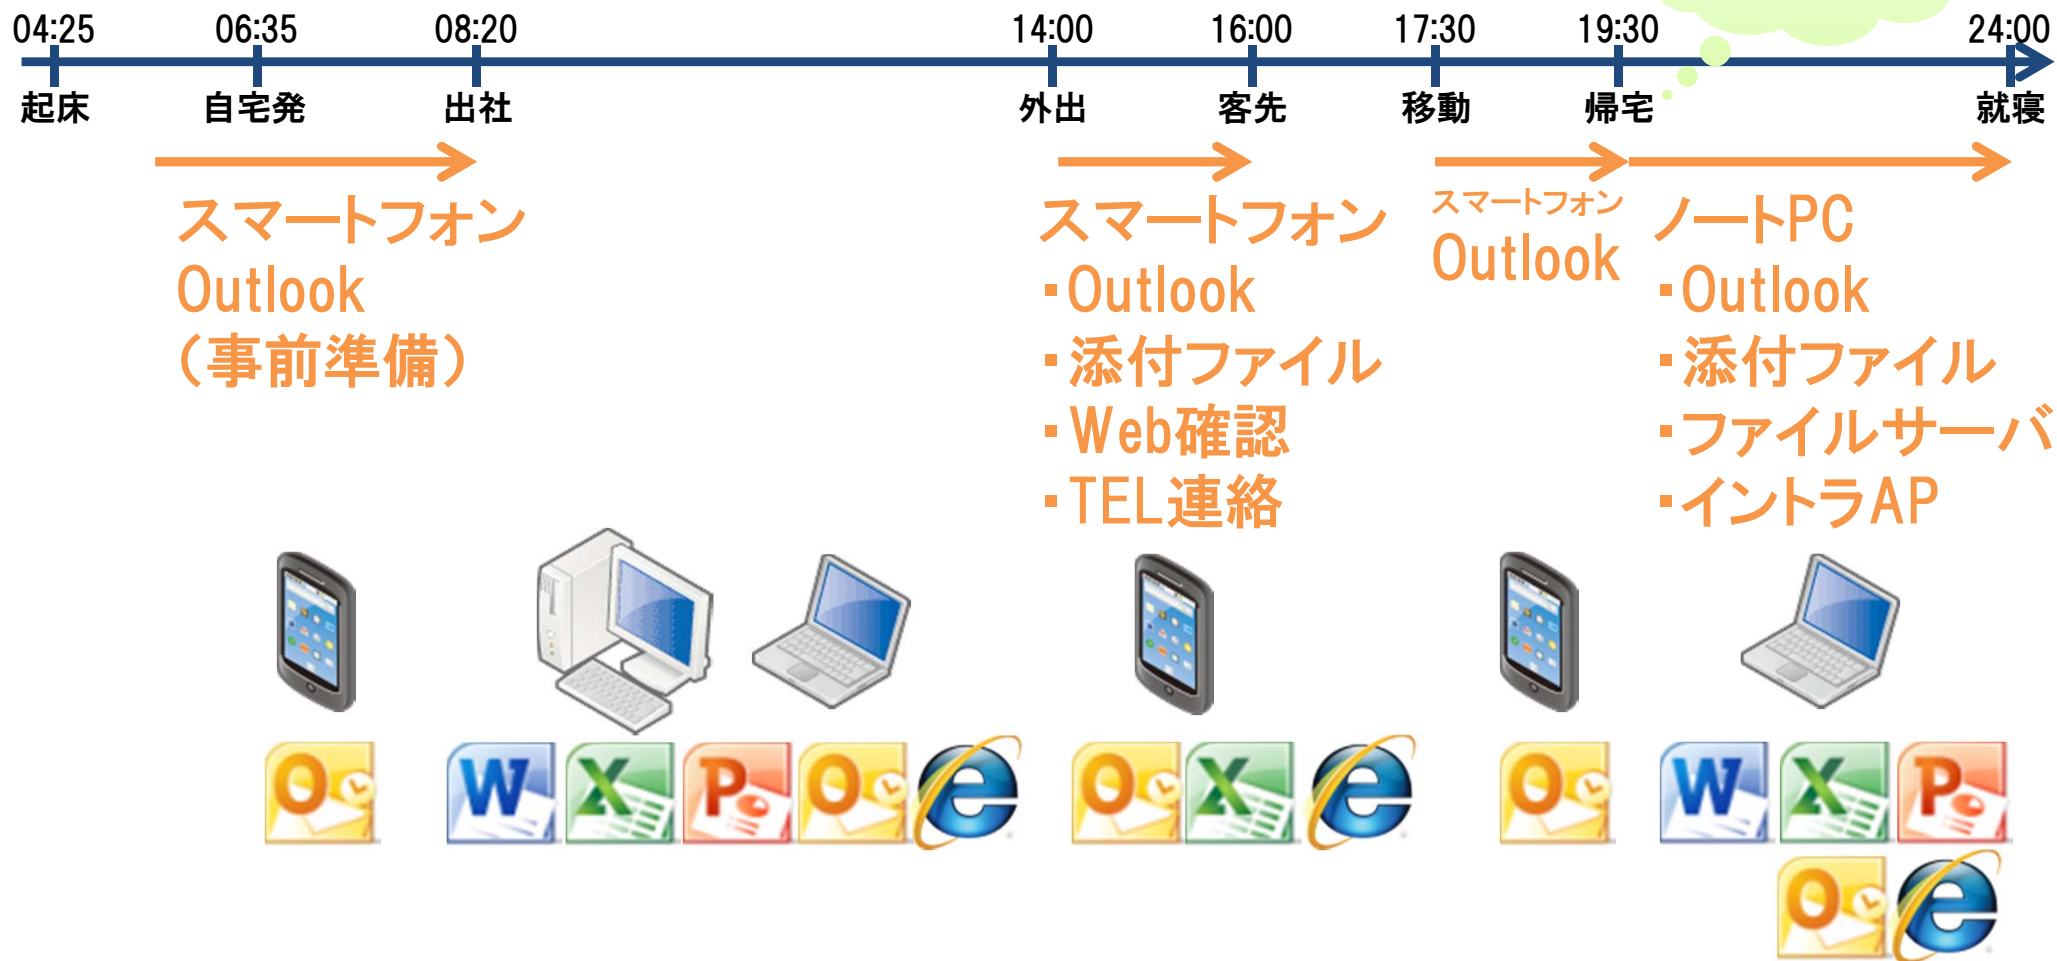 04:25 06:35 08:20 14:00 16:00 17:30 19:30 24:00
起床 自宅発 出社 外出 客先 移動 帰宅 就寝
スマートフォン
Outlook
（事前準備）
スマートフォン
・Outlook
・添付ファイル
・Web確認
・TEL連絡
スマートフォン
Outlook
ノートPC
・Outlook
・添付ファイル
・ファイルサーバ
・イントラAP
O W X P O e O X e O W X P
O e